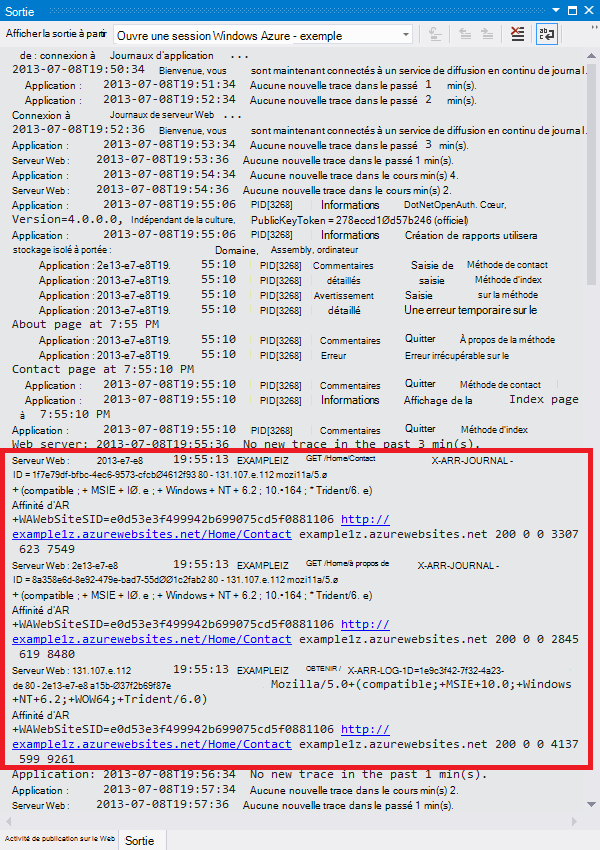 Sortie
Afficher la sortie à partir Ouvre une session Windows Azure - exemple
de : connexion à Journaux d'application ...
2013-07-08T19:50:34 Bienvenue, vous sont maintenant connectés à un service de diffusion en continu de journal.
Application : 2013-07-08T19:51:34 Aucune nouvelle trace dans le passé 1 min(s).
Application : 2013-07-08T19:52:34 Aucune nouvelle trace dans le passé 2 min(s).
Connexion à Journaux de serveur Web ...
2013-07-08T19:52:36 Bienvenue, vous sont maintenant connectés à un service de diffusion en continu de journal.
Application : 2013-07-08T19:53:34 Aucune nouvelle trace dans le passé 3 min(s).
Serveur Web : 2013-07-08T19:53:36 Aucune nouvelle trace dans le passé 1 min(s).
Application : 2013-07-08T19:54:34 Aucune nouvelle trace dans le cours min(s) 4.
Serveur Web : 2013-07-08T19:54:36 Aucune nouvelle trace dans le cours min(s) 2.
Application : 2013-07-08T19:55:06 PID[3268] Informations DotNetOpenAuth. Cœur,
Version=4.0.0.0, Indépendant de la culture, PublicKeyToken = 278eccd1Ød57b246 (officiel)
Application : 2013-07-08T19:55:06 PID[3268] Informations Création de rapports utilisera
stockage isolé à portée : Domaine, Assembly, ordinateur
Application : 2e13-e7-e8T19. 55:10 PID[3268] Commentaires Saisie de Méthode de contact
Application : 2013-e7-e8T19. 55:10 PID[3268] détaillés saisie Méthode d'index
Application : 2013-e7-e8T19. 55:10 PID[3268] Avertissement Saisie sur la méthode
Application : 2013-e7-e8T19. 55:10 PID[3268] détaillé Une erreur temporaire sur le
About page at 7:55 PM
Application : 2013-e7-e8T19. 55:10 PID[3268] Commentaires Quitter À propos de la méthode
Application : 2013-e7-e8T19. 55:10 PID[3268] Erreur Erreur irrécupérable sur le
Contact page at 7:55:10 PM
Application : 2013-07-08T19:55:10 PID[3268] Commentaires Quitter Méthode de contact
Application : 2013-07-08T19:55:10 PID[3268] Informations Affichage de la Index page
à 7:55:10 PM
Application : 2013-07-08T19:55:10 PID[3268] Commentaires Quitter Méthode d'index
Web server: 2013-07-08T19:55:36 No new trace in the past 3 min(s).
Serveur Web : 2013-e7-e8 19:55:13 EXAMPLEIZ GET /Home/Contact X-ARR-JOURNAL -
ID = 1f7e79df-bfbc-4ec6-9573-cfcbØ4612f93 80 - 131.107.e.112 mozi11a/5.ø
+ (compatible ; + MSIE + IØ. e ; + Windows + NT + 6.2 ; 10.•164 ; * Trident/6. e)
Affinité d'AR
+WAWebSiteSID=e0d53e3f499942b699075cd5f0881106 http://
example1z.azurewebsites.net/Home/Contact example1z.azurewebsites.net 200 0 0 3307
623 7549
Serveur Web : 2e13-e7-e8 19:55:13 EXAMPLEIZ GET /Home/à propos de X-ARR-JOURNAL -
ID = 8a358e6d-8e92-479e-bad7-55dØØ1c2fab2 80 - 131.107.e.112 mozi11a/5.ø
+ (compatible ; + MSIE + IØ. e ; + Windows + NT + 6.2 ; 10.•164 ; * Trident/6. e)
Affinité d'AR
+WAWebSiteSID=e0d53e3f499942b699075cd5f0881106 http://
example1z.azurewebsites.net/Home/Contact example1z.azurewebsites.net 200 0 0 2845
619 8480
Serveur Web : 131.107.e.112 19:55:13 EXAMPLEIZ OBTENIR / X-ARR-LOG-1D=1e9c3f42-7f32-4a23-
de 80 - 2e13-e7-e8 a15b-Ø37f2b69f87e Mozilla/5.0+(compatible;+MSIE+10.0;+Windows
+NT+6.2;+WOW64;+Trident/6.0)
Affinité d'AR
+WAWebSiteSID=e0d53e3f499942b699075cd5f0881106 http://
example1z.azurewebsites.net/Home/Contact example1z.azurewebsites.net 200 0 0 4137
599 9261
Application: 2013-07-08T19:56:34 No new trace in the past 1 min(s).
Application : 2013-07-08T19:57:34 Aucune nouvelle trace dans le cours min(s) 2.
Serveur Web : 2013-07-08T19:57:36 Aucune nouvelle trace dans le passé 1 min(s).
Activité de publication sur le Web Sortie